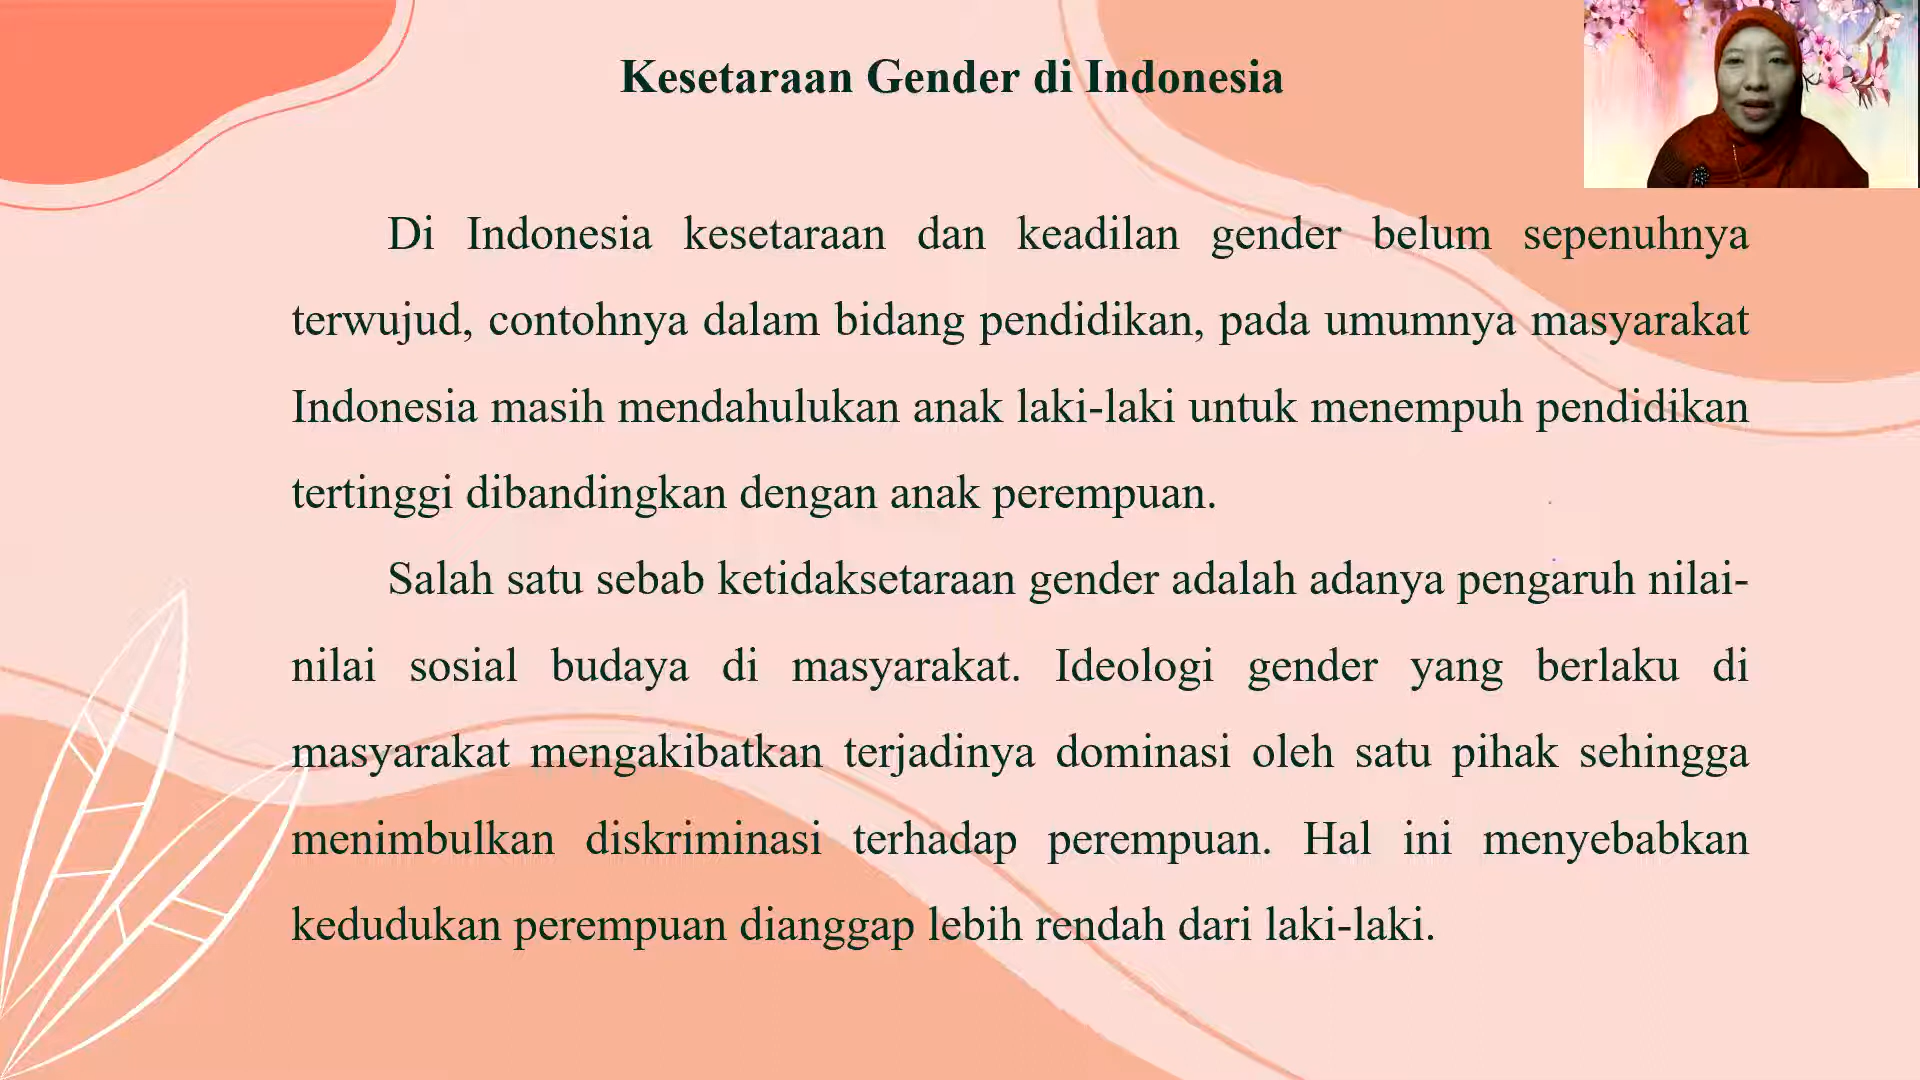 Kesetaraan Gender di Indonesia
Di Indonesia kesetaraan dan keadilan gender belum sepenuhnya
terwujud, contohnya dalam bidang pendidikan, pada umumnya masyarakat
Indonesia masih mendahulukan anak laki-laki untuk menempuh pendidikan
tertinggi dibandingkan dengan anak perempuan.
Salah satu sebab ketidaksetaraan gender adalah adanya pengaruh nilai-
nilai sosial budaya di masyarakat. Ideologi gender yang berlaku di
masyarakat mengakibatkan terjadinya dominasi oleh satu pihak sehingga
menimbulkan diskriminasi terhadap perempuan. Hal ini menyebabkan
kedudukan perempuan dianggap lebih rendah dari laki-laki.